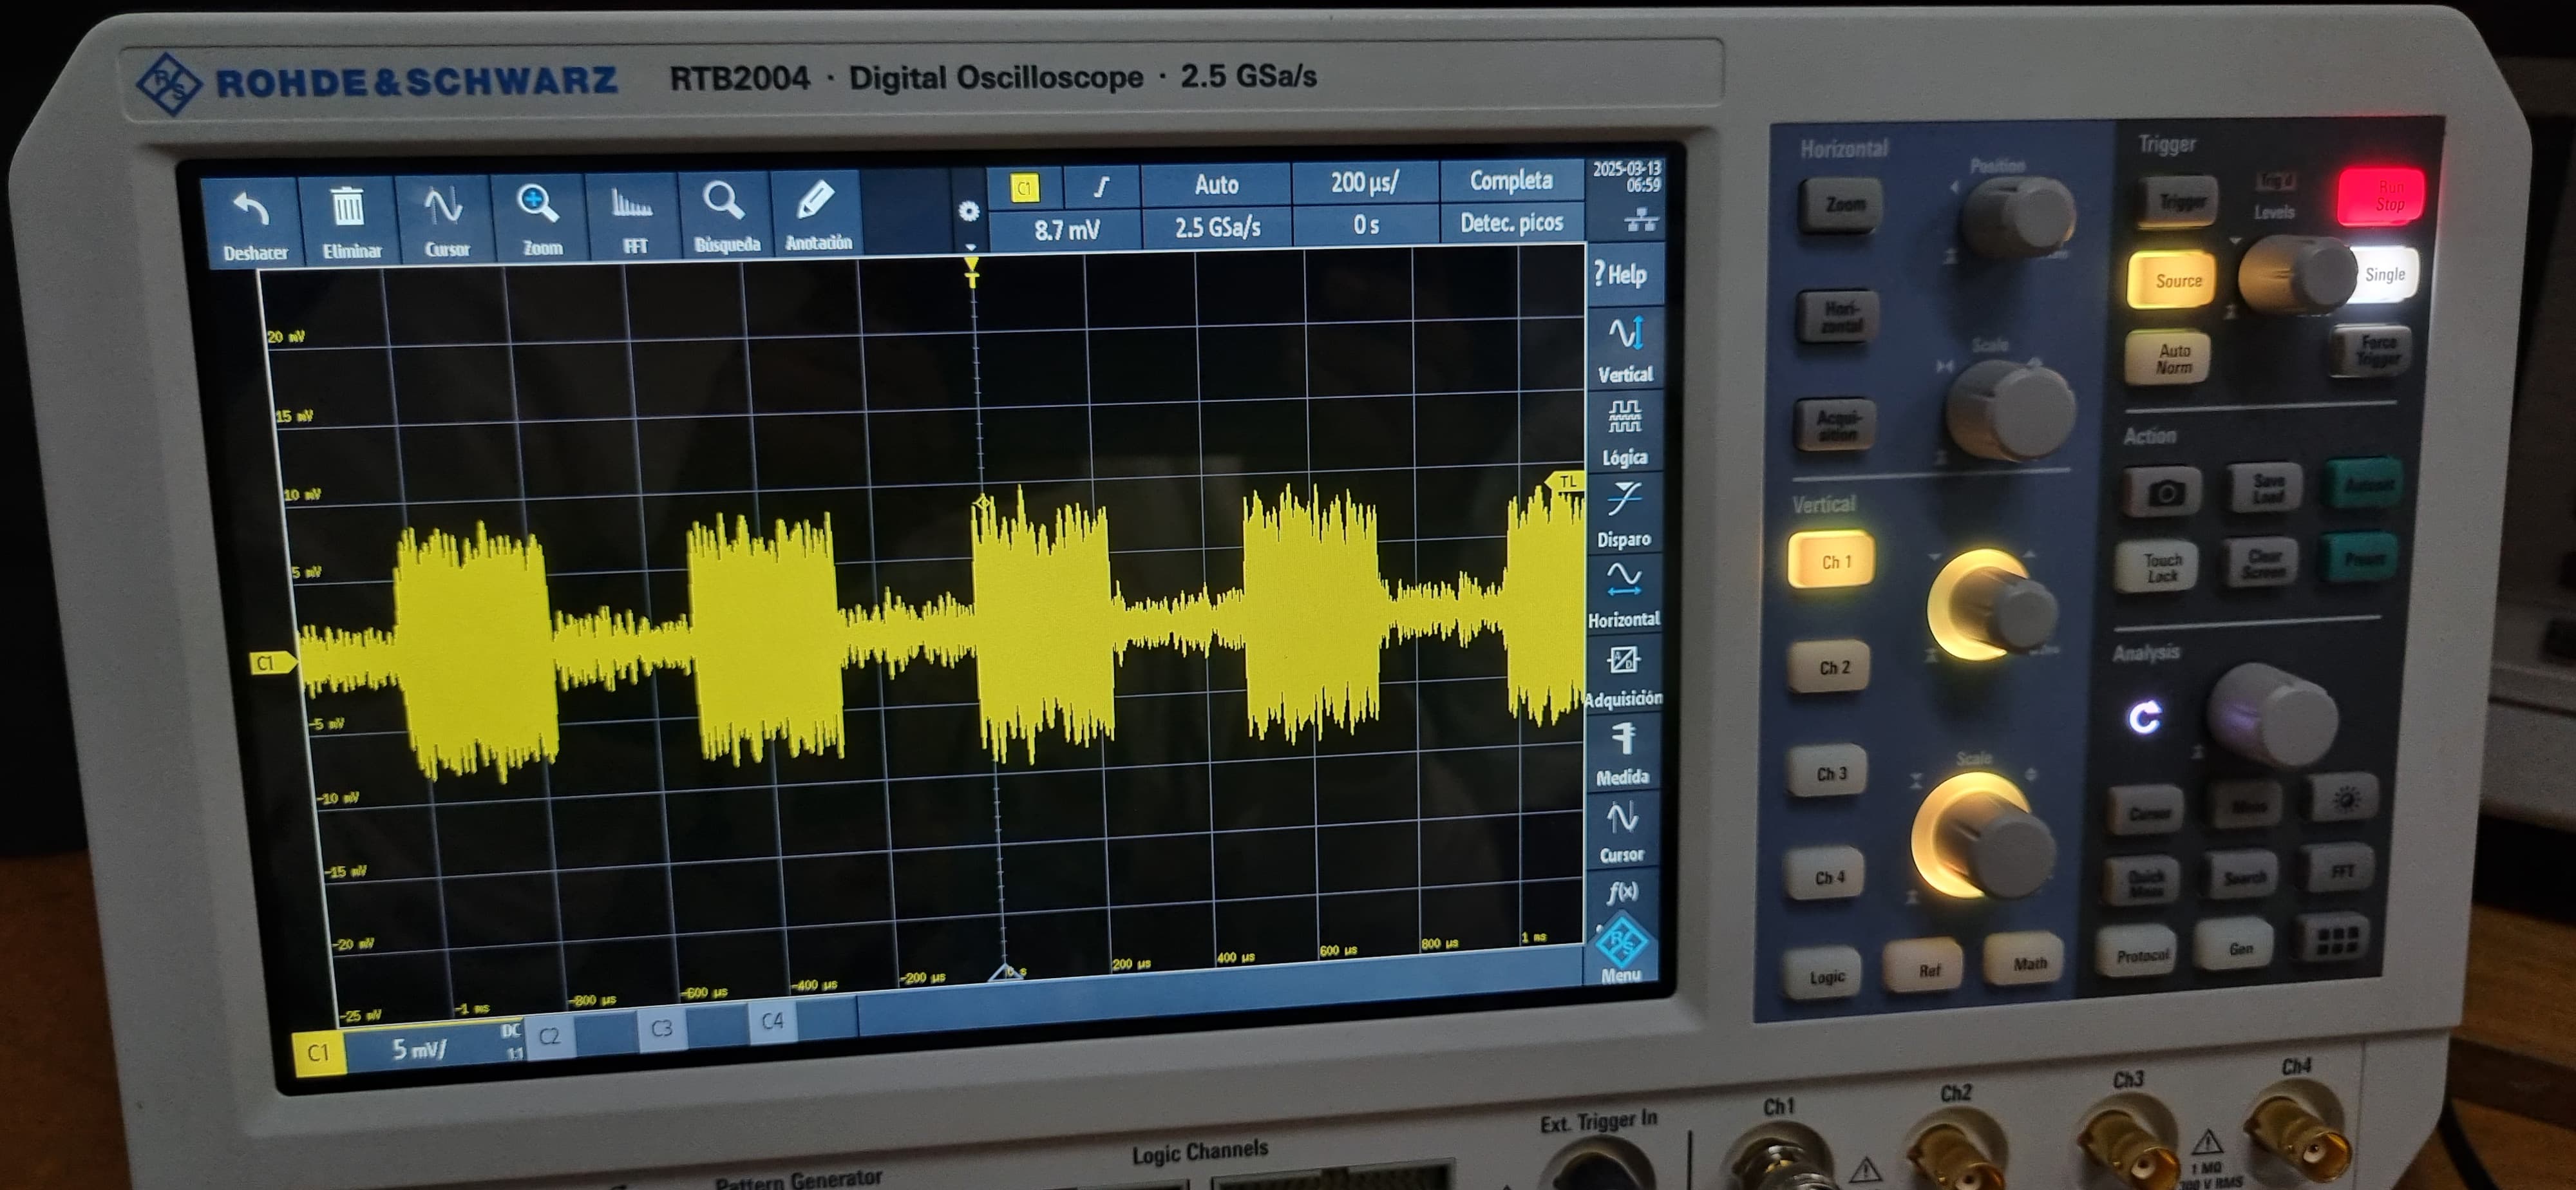 ROHDE&SCHWARZ RTB2004 · Digital Oscilloscope · 2.5 GSa/s
Deshacer Eliminar Cursor Zoom FFT Búsqueda Anotación
C1 Auto 200 µs/ Completa
8.7 mV 2.5 GSa/s 0 s Detec. picos
2025-03-13
06:59
T
20 mV
15 mV
10 mV
5 mV
C1
-5 mV
-10 mV
-15 mV
-20 mV
-25 mV
TL
-1 ms
-800 µs
-600 µs
-400 µs
-200 µs
0 s
200 µs
400 µs
600 µs
800 µs
1 ms
? Help
Vertical
Lógica
Disparo
Horizontal
Adquisición
Medida
Cursor
f(x)
R/S
Menu
C1 5 mV/ DC
1:1
C2 C3 C4
Horizontal
Position
Zoom
Hori-
zontal
Scale
Acqui-
sition
Vertical
Ch 1
Ch 2
Ch 3
Scale
Ch 4
Logic Ref Math
Trigger
Trigger
Levels
Run
Stop
Source
Single
Auto
Norm
Force
Trigger
Action
Save
Load
Autoset
Touch
Lock
Clear
Screen
Preset
Analysis
Cursor Meas
Quick
Meas
Search
FFT
Protocol Gen
Pattern Generator
Logic Channels
Ext. Trigger In
Ch1
Ch2
Ch3
Ch4
1 MΩ
300 V RMS